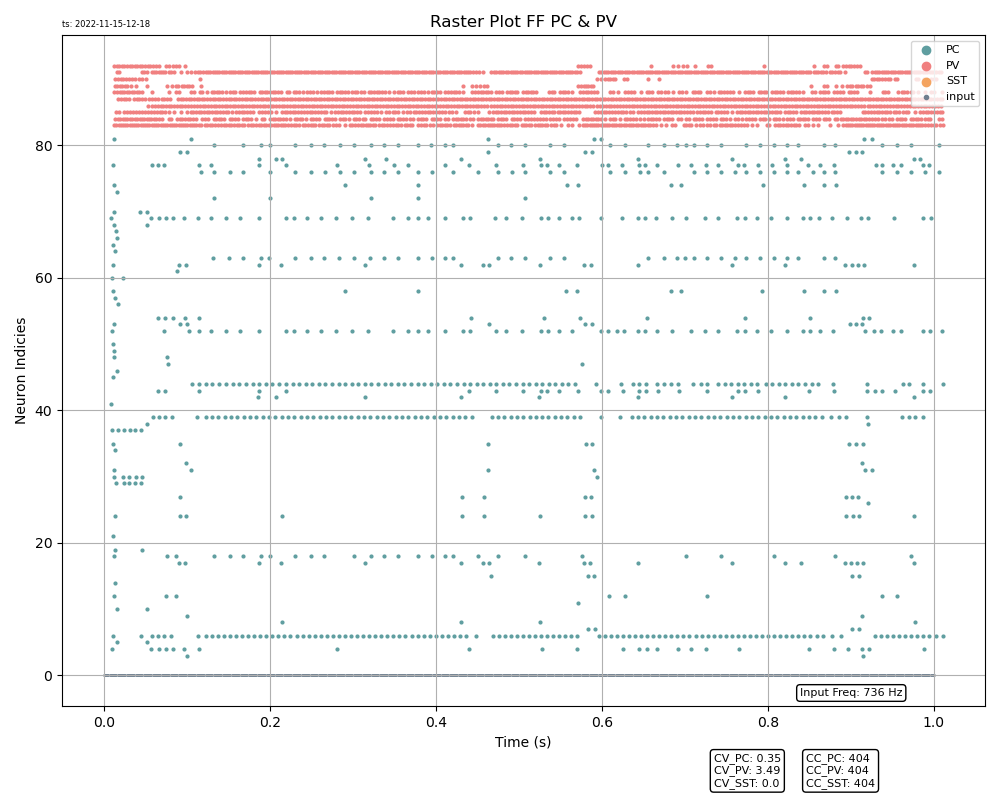 ts: 2022-11-15-12-18
Raster Plot FF PC & PV
PC
PV
SST
input
80
60
40
20
0
Neuron Indicies
Input Freq: 736 Hz
0.0 0.2 0.4 0.6 0.8 1.0
Time (s)
CV_PC: 0.35
CV_PV: 3.49
CV_SST: 0.0
CC_PC: 404
CC_PV: 404
CC_SST: 404